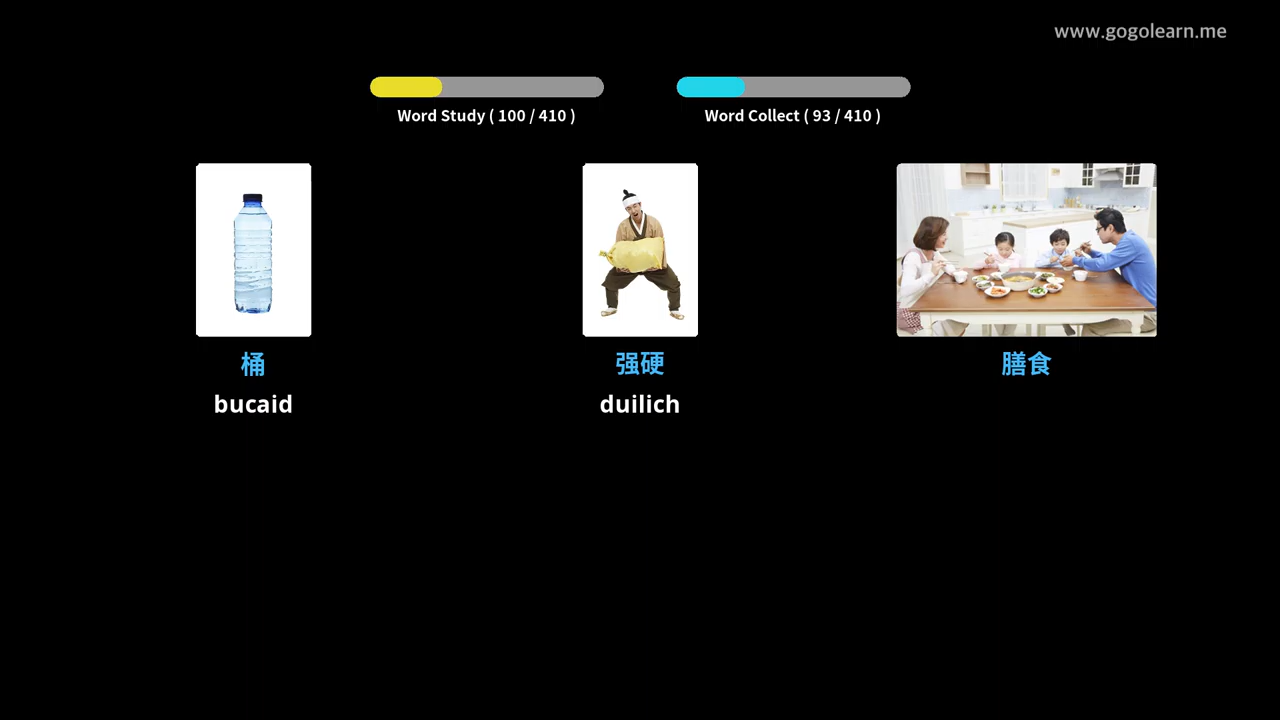 www.gogolearn.me
Word Study ( 100 / 410 )
Word Collect ( 93 / 410 )
桶
bucaid
强硬
duilich
膳食